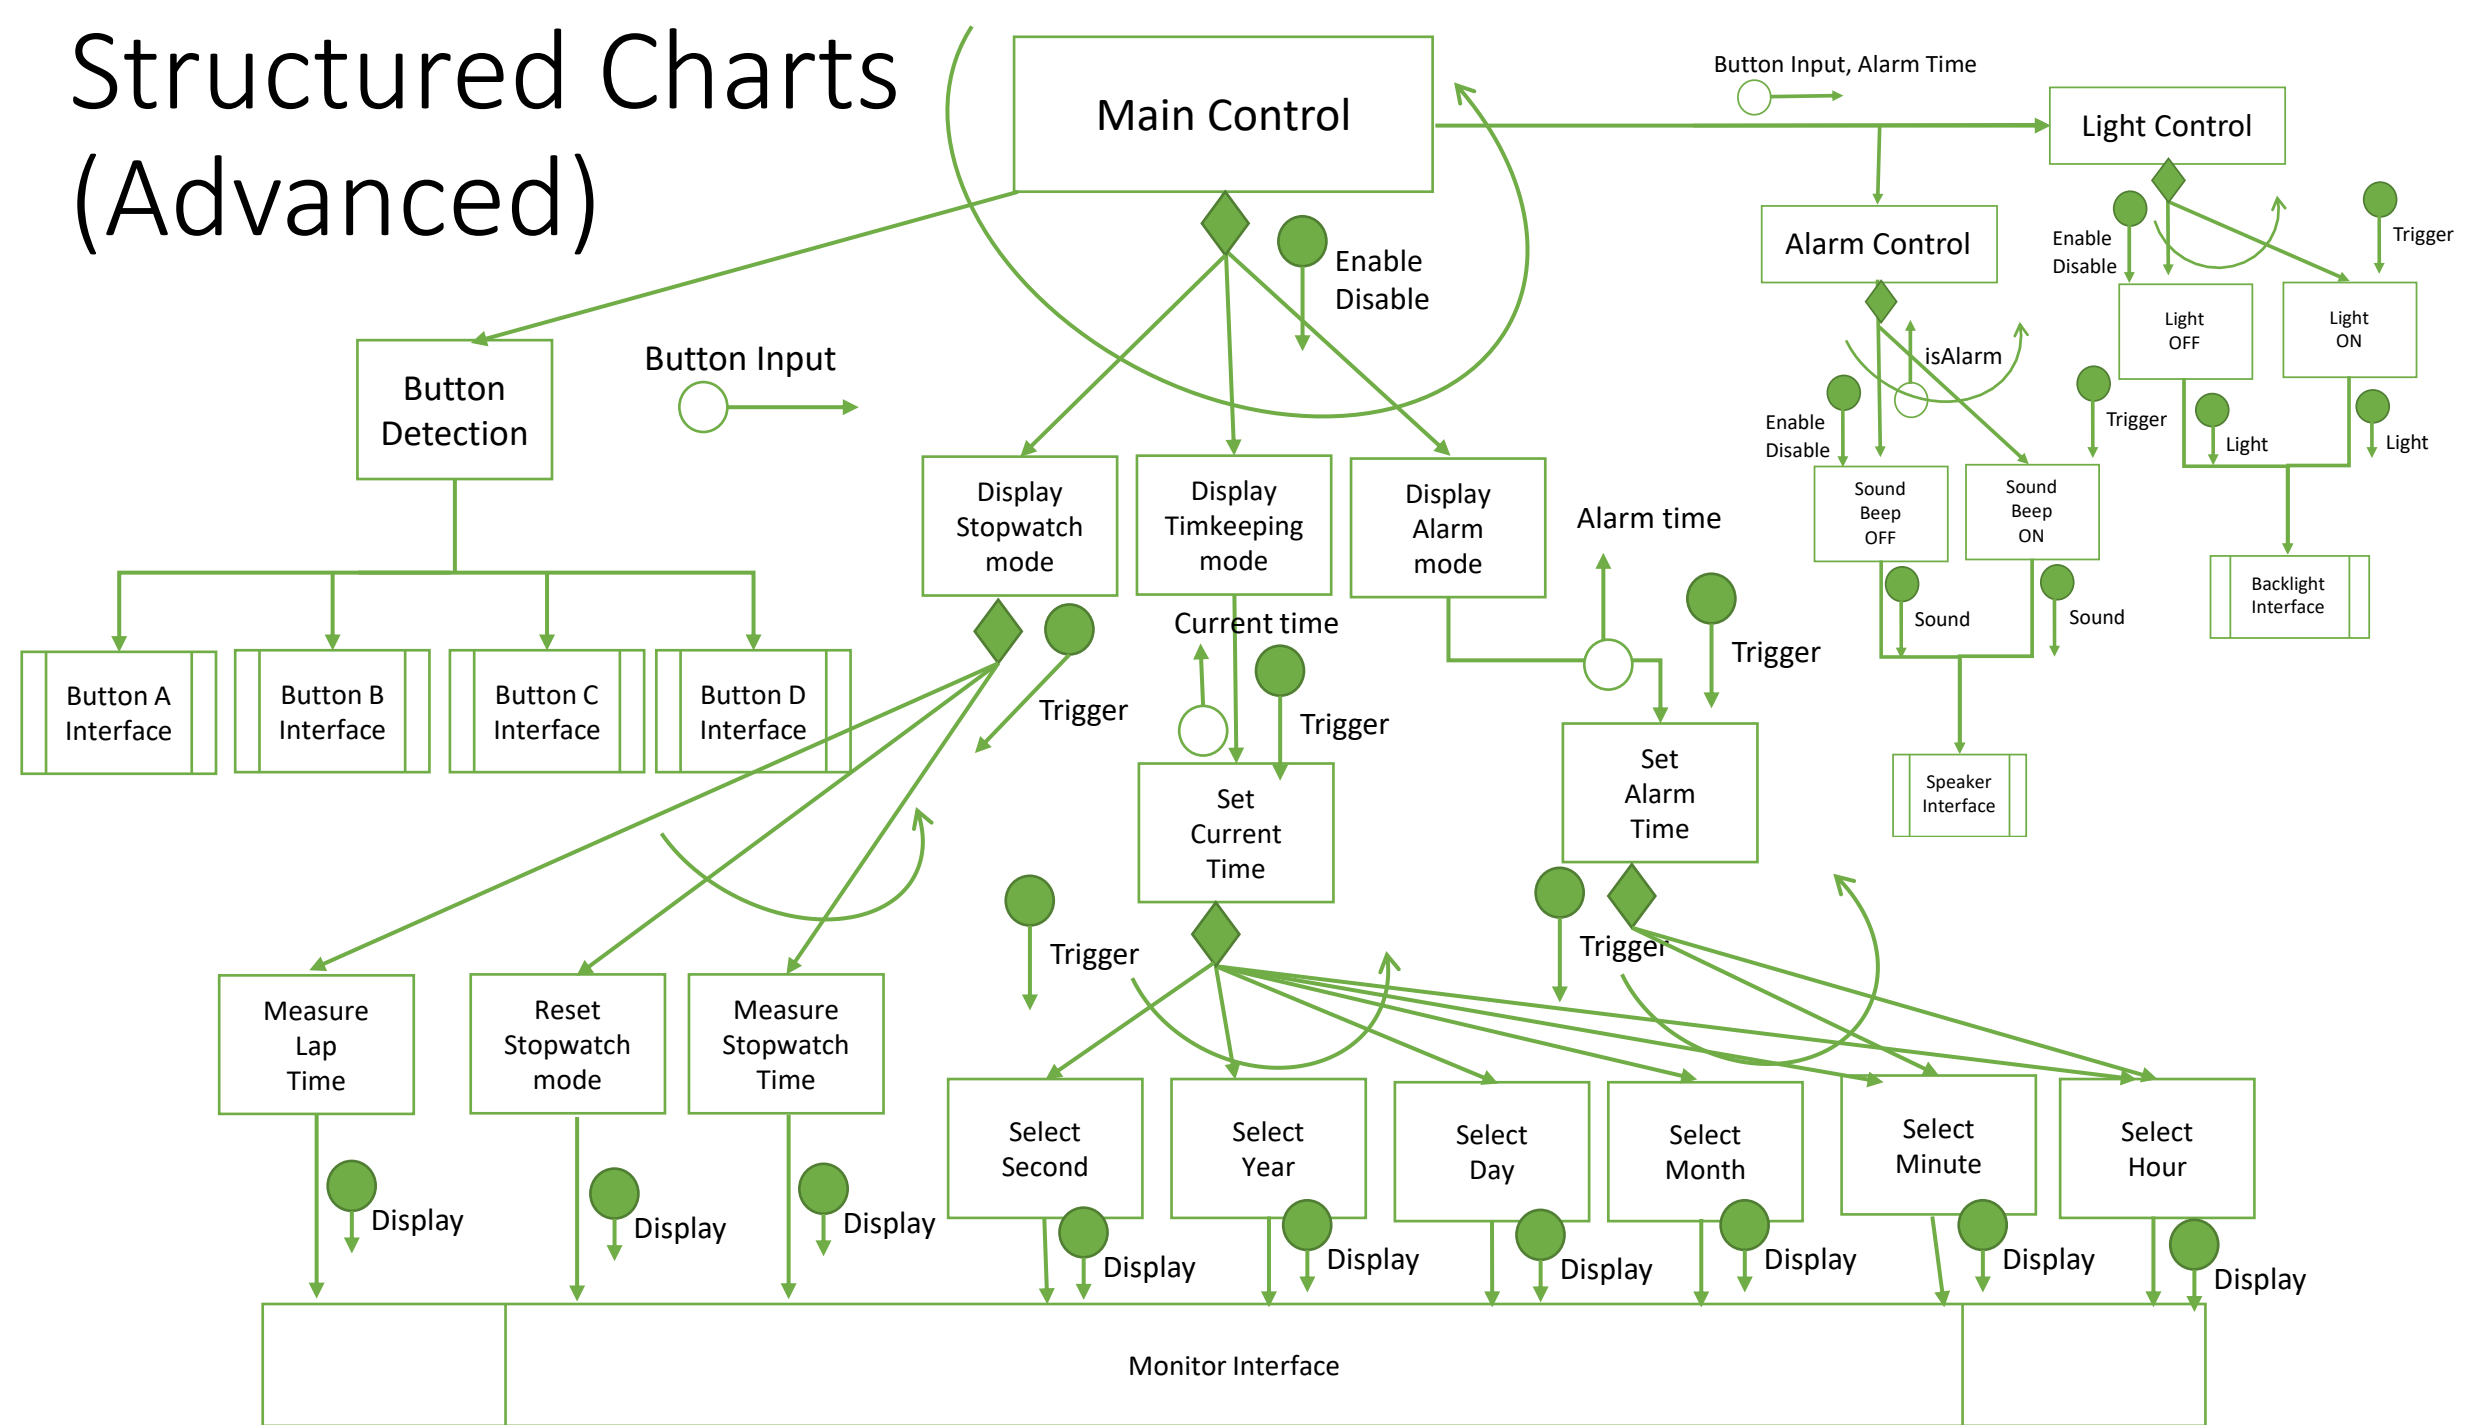 Structured Charts
(Advanced)
Main Control
Button Input, Alarm Time
Light Control
Alarm Control
Enable
Disable
Enable
Disable
Trigger
Light
OFF
Light
ON
Button
Detection
Button Input
isAlarm
Enable
Disable
Trigger
Light
Light
Display
Stopwatch
mode
Display
Timkeeping
mode
Display
Alarm
mode
Alarm time
Sound
Beep
OFF
Sound
Beep
ON
Backlight
Interface
Sound
Sound
Button A
Interface
Button B
Interface
Button C
Interface
Button D
Interface
Trigger
Current time
Trigger
Trigger
Set
Current
Time
Set
Alarm
Time
Speaker
Interface
Trigger
Trigger
Measure
Lap
Time
Reset
Stopwatch
mode
Measure
Stopwatch
Time
Select
Second
Select
Year
Select
Day
Select
Month
Select
Minute
Select
Hour
Display
Display
Display
Display
Display
Display
Display
Display
Display
Monitor Interface